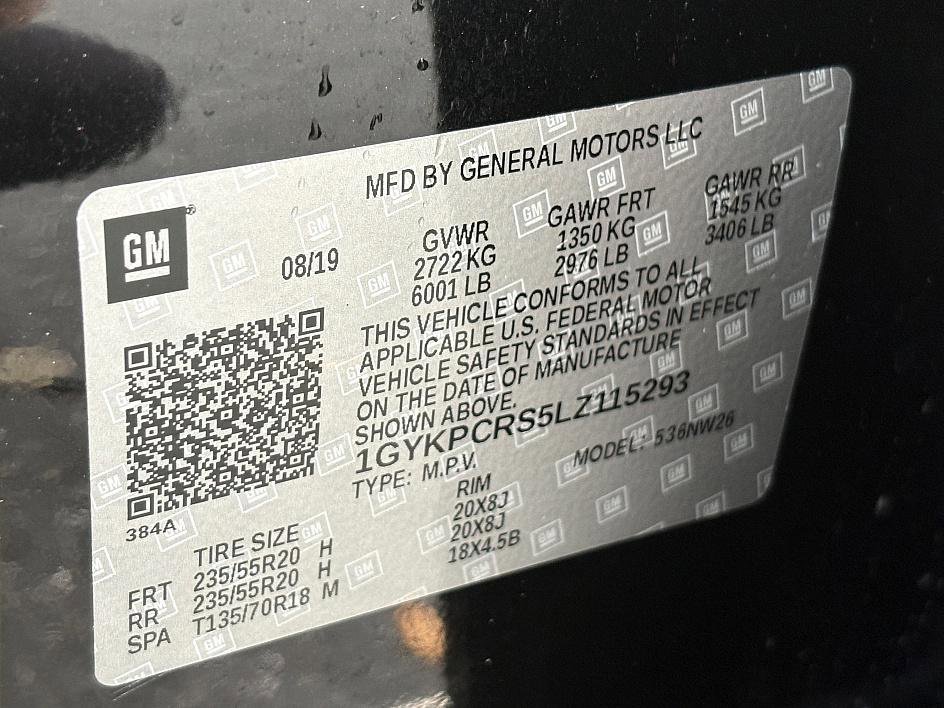 MFD BY GENERAL MOTORS LLC
GM
08/19
GVWR GAWR FRT GAWR RR
2722 KG 1350 KG 1545 KG
6001 LB 2976 LB 3406 LB
THIS VEHICLE CONFORMS TO ALL
APPLICABLE U.S. FEDERAL MOTOR
VEHICLE SAFETY STANDARDS IN EFFECT
ON THE DATE OF MANUFACTURE
SHOWN ABOVE.
1GYKPCRS5LZ115293
TYPE: M.P.V. MODEL: 536NW26
384A
TIRE SIZE RIM
FRT 235/55R20 H 20X8J
RR 235/55R20 H 20X8J
SPA T135/70R18 M 18X4.5B